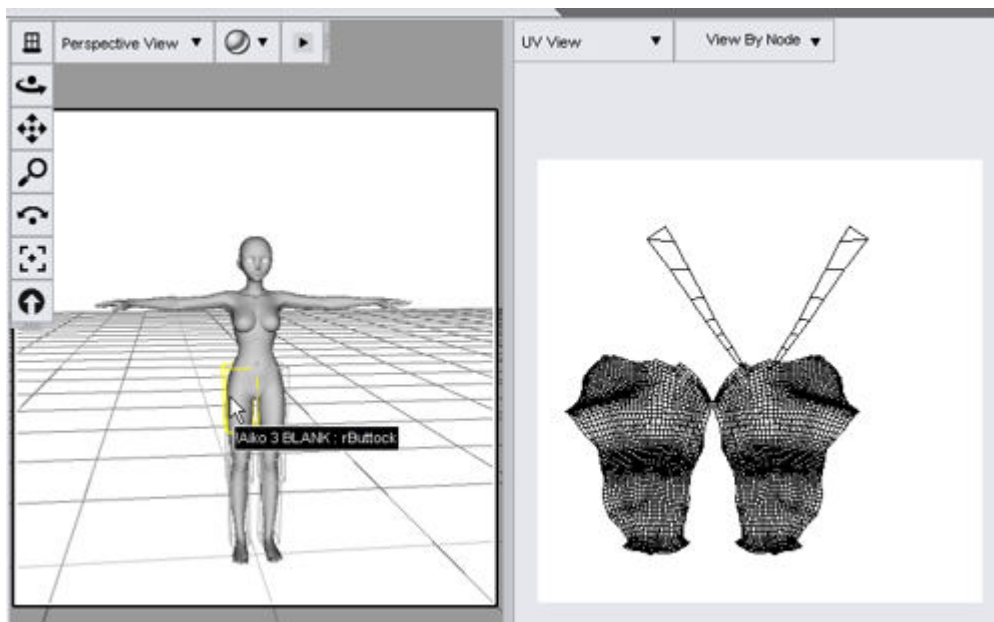 Perspective View
UV View
View By Node
!Aiko 3 BLANK : rButtock